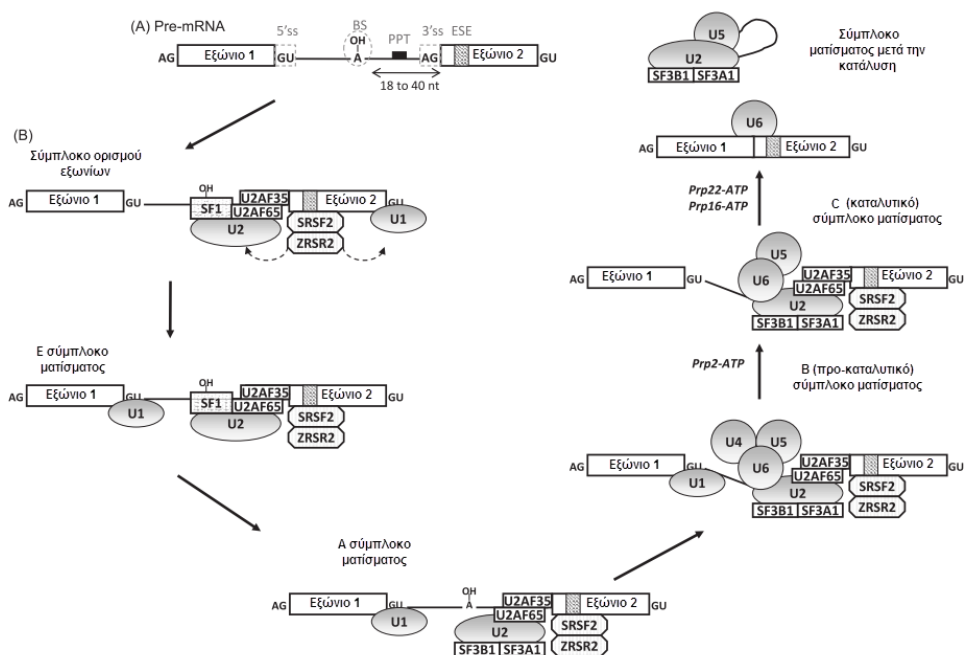 (A) Pre-mRNA
5'ss
BS
OH
A
PPT
3'ss
ESE
AG
Εξώνιο 1
GU
AG
Εξώνιο 2
GU
18 to 40 nt
(B)
Σύμπλοκο ορισμού
εξωνίων
AG
Εξώνιο 1
GU
OH
SF1
U2AF35
U2AF65
U2
Εξώνιο 2
GU
U1
SRSF2
ZRSR2
Ε σύμπλοκο
ματίσματος
AG
Εξώνιο 1
GU
U1
OH
SF1
U2AF35
U2AF65
U2
Εξώνιο 2
GU
SRSF2
ZRSR2
Α σύμπλοκο
ματίσματος
AG
Εξώνιο 1
GU
U1
OH
A
U2AF35
U2AF65
U2
SF3B1
SF3A1
Εξώνιο 2
GU
SRSF2
ZRSR2
Β (προ-καταλυτικό)
σύμπλοκο ματίσματος
AG
Εξώνιο 1
GU
U1
U4
U5
U6
U2AF35
U2AF65
U2
SF3B1
SF3A1
Εξώνιο 2
GU
SRSF2
ZRSR2
Prp2-ATP
C (καταλυτικό)
σύμπλοκο ματίσματος
AG
Εξώνιο 1
GU
U5
U6
U2AF35
U2AF65
U2
SF3B1
SF3A1
Εξώνιο 2
GU
SRSF2
ZRSR2
Prp22-ATP
Prp16-ATP
U6
AG
Εξώνιο 1
Εξώνιο 2
GU
U5
U2
SF3B1
SF3A1
Σύμπλοκο
ματίσματος μετά την
κατάλυση